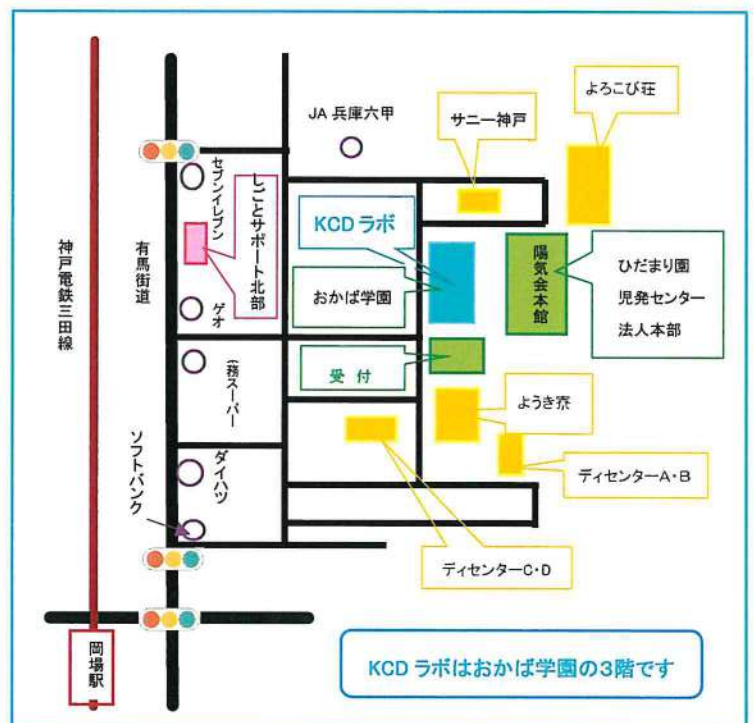 よろこび荘
JA 兵庫六甲
サニー神戸
セブンイレブン
しごとサポート北部
KCD ラボ
陽気会本館
ひだまり園
児発センター
法人本部
神戸電鉄三田線
有馬街道
おかば学園
ゲオ
受 付
(務スーパー
ようき寮
ソフトバンク
ダイハツ
ディセンターA・B
ディセンターC・D
岡場駅
KCD ラボはおかば学園の3階です